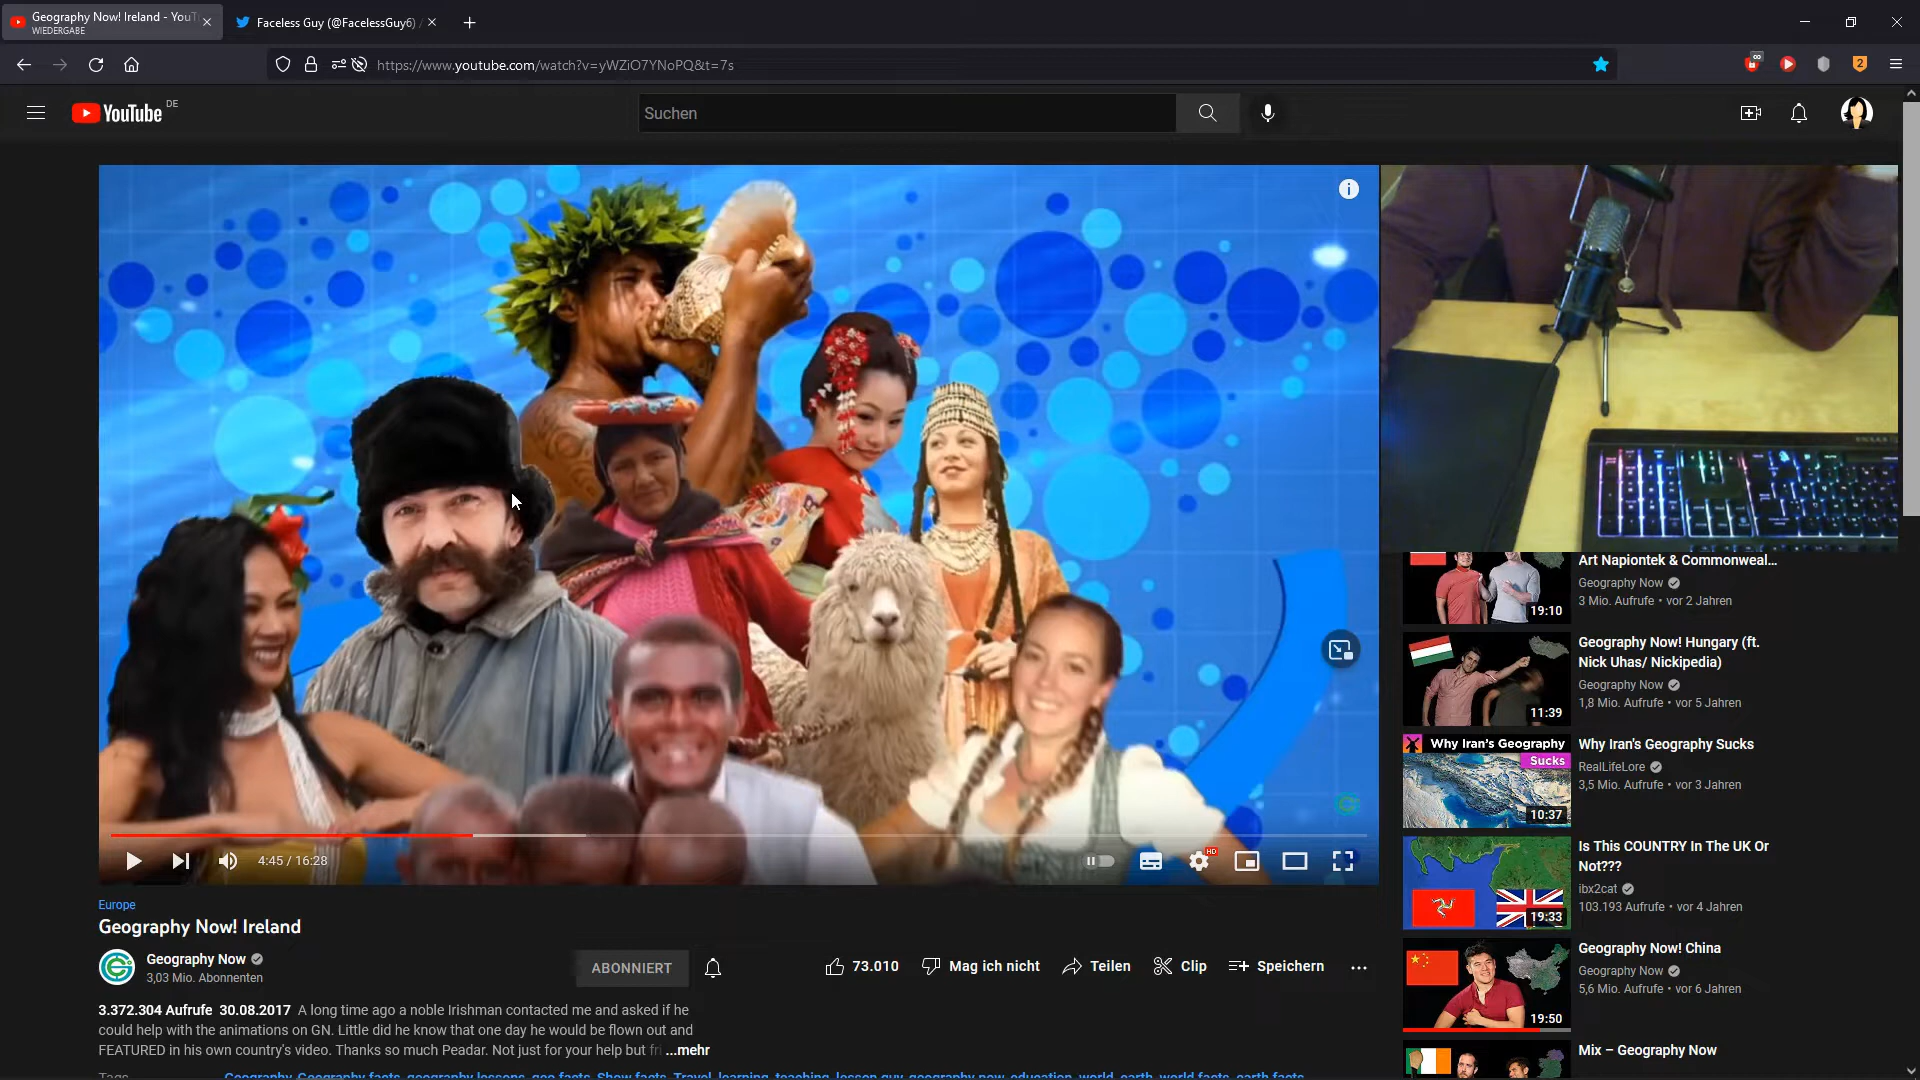 Geography Now! Ireland - YouT
WIEDERGABE
Faceless Guy (@FacelessGuy6)
https://www.youtube.com/watch?v=yWZiO7YNoPQ&t=7s
2
YouTube DE
Suchen
4:45 / 16:28
HD
Europe
Geography Now! Ireland
Geography Now
3,03 Mio. Abonnenten
ABONNIERT
73.010
Mag ich nicht
Teilen
Clip
Speichern
3.372.304 Aufrufe 30.08.2017 A long time ago a noble Irishman contacted me and asked if he
could help with the animations on GN. Little did he know that one day he would be flown out and
FEATURED in his own country's video. Thanks so much Peadar. Not just for your help but fri ...mehr
Tags
Geography, Geography facts, geography lessons, geo facts, Show facts, Travel, learning, teaching, lesson guy, geography now, education, world, earth, world facts, earth facts
Art Napiontek & Commonweal...
Geography Now
3 Mio. Aufrufe • vor 2 Jahren
19:10
Geography Now! Hungary (ft.
Nick Uhas/ Nickipedia)
Geography Now
1,8 Mio. Aufrufe • vor 5 Jahren
11:39
Why Iran's Geography
Sucks
10:37
Why Iran's Geography Sucks
RealLifeLore
3,5 Mio. Aufrufe • vor 3 Jahren
Is This COUNTRY In The UK Or
Not???
ibx2cat
103.193 Aufrufe • vor 4 Jahren
19:33
Geography Now! China
Geography Now
5,6 Mio. Aufrufe • vor 6 Jahren
19:50
Mix – Geography Now